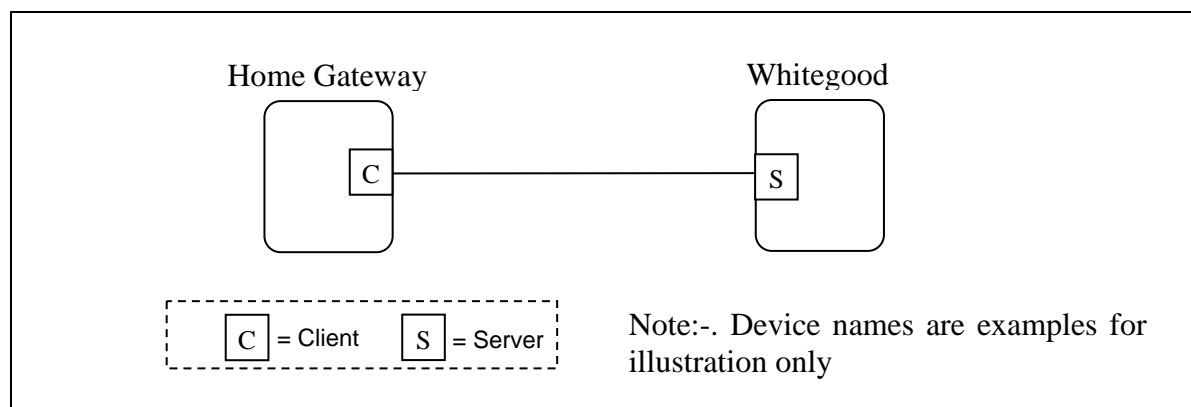 Home Gateway
Whitegood
C
S
C = Client
S = Server
Note:-. Device names are examples for
illustration only